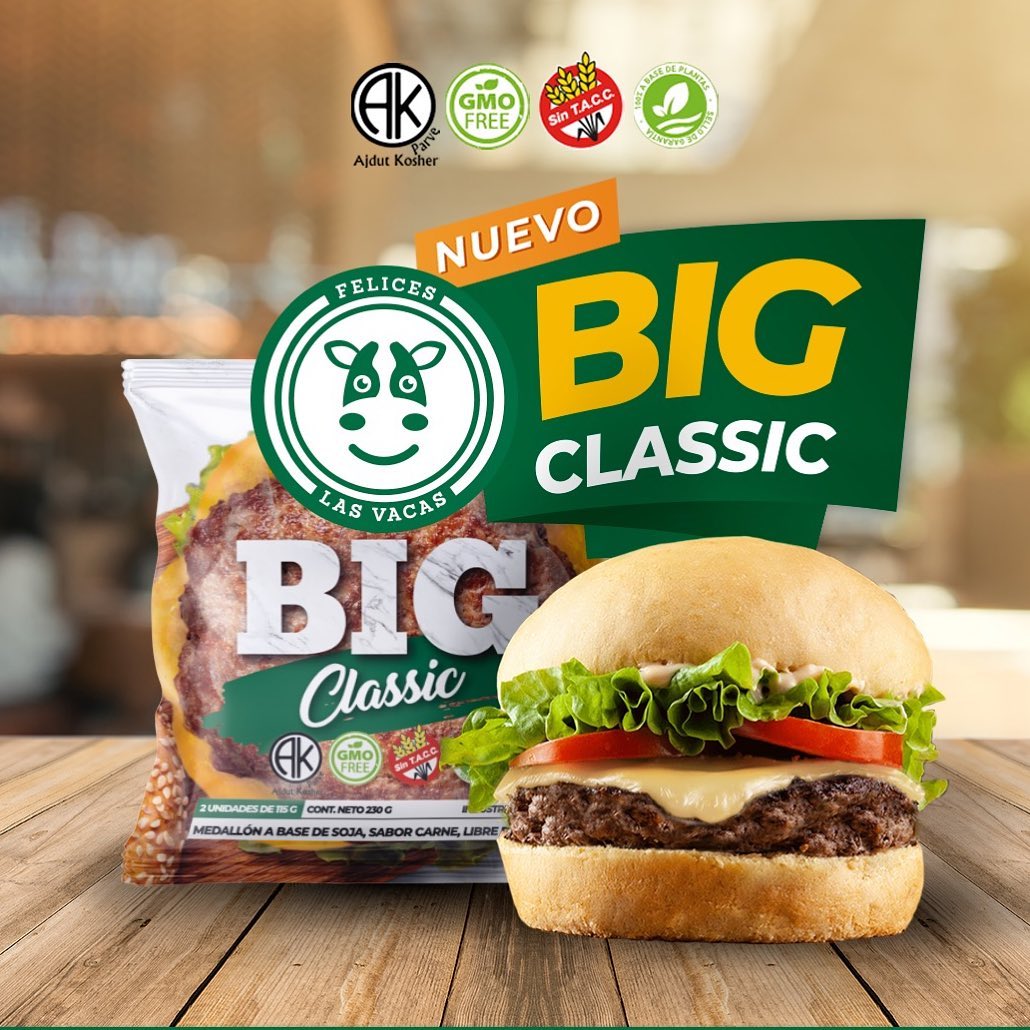 AK
Parve
Ajdut Kosher
GMO
FREE
Sin T.A.C.C.
100% A BASE DE PLANTAS
SELLO DE GARANTÍA
NUEVO
BIG
CLASSIC
FELICES
LAS VACAS
BIG
Classic
AK
Ajdut Kosher
GMO
FREE
Sin T.A.C.C.
2 UNIDADES DE 115 G
CONT. NETO 230 G
MEDALLÓN A BASE DE SOJA, SABOR CARNE, LIBRE